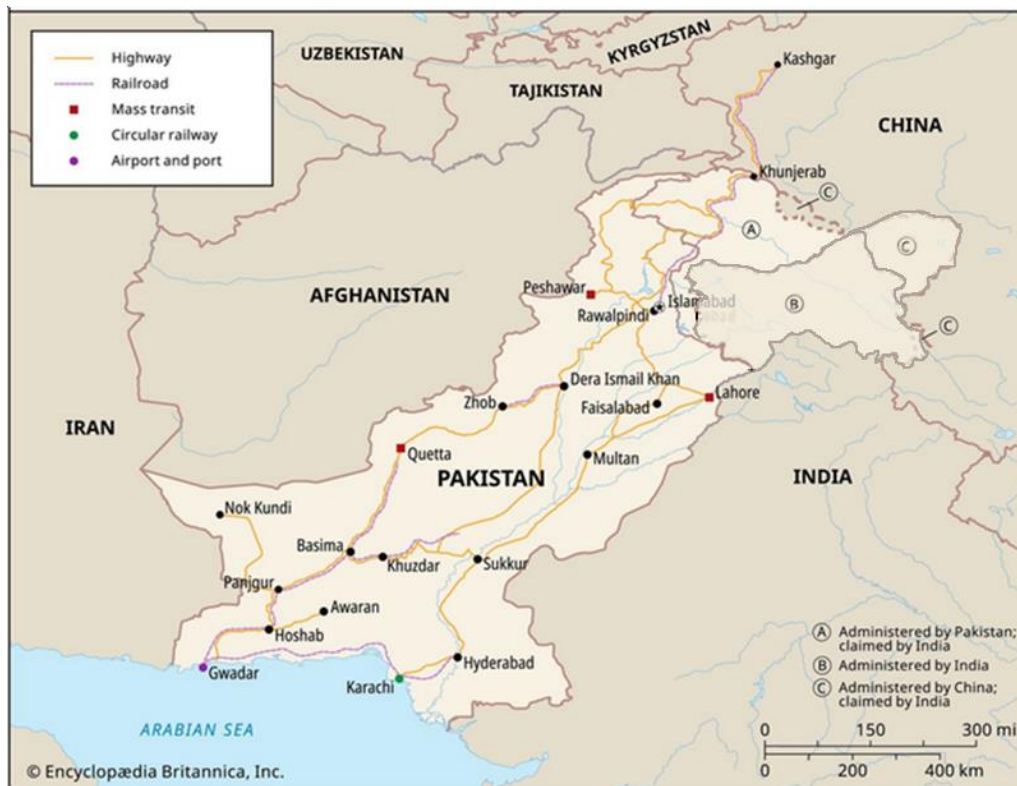 Highway
Railroad
Mass transit
Circular railway
Airport and port
UZBEKISTAN
KYRGYZSTAN
TAJIKISTAN
Kashgar
CHINA
Khunjerab
C
A
C
AFGHANISTAN
Peshawar
Islamabad
Rawalpindi
B
C
Dera Ismail Khan
Zhob
Faisalabad
Lahore
IRAN
Quetta
Multan
PAKISTAN
INDIA
Nok Kundi
Basima
Khuzdar
Sukkur
Panjgur
Awaran
Hoshab
Gwadar
Karachi
Hyderabad
ARABIAN SEA
A Administered by Pakistan;
claimed by India
B Administered by India
C Administered by China;
claimed by India
0 150 300 mi
0 200 400 km
© Encyclopædia Britannica, Inc.